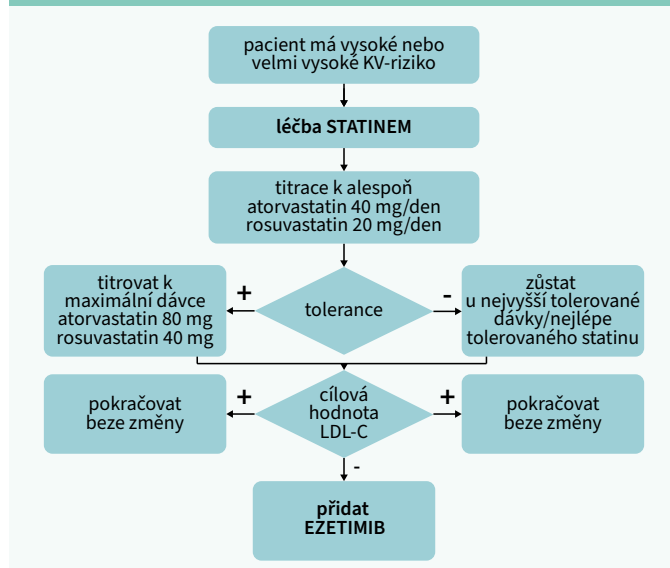 pacient má vysoké nebo
velmi vysoké KV-riziko
léčba STATINEM
titrace k alespoň
atorvastatin 40 mg/den
rosuvastatin 20 mg/den
titrovat k
maximální dávce
atorvastatin 80 mg
rosuvastatin 40 mg
+
tolerance
-
zůstat
u nejvyšší tolerované
dávky/nejlépe
tolerovaného statinu
pokračovat
beze změny
+
cílová
hodnota
LDL-C
+
pokračovat
beze změny
-
přidat
EZETIMIB